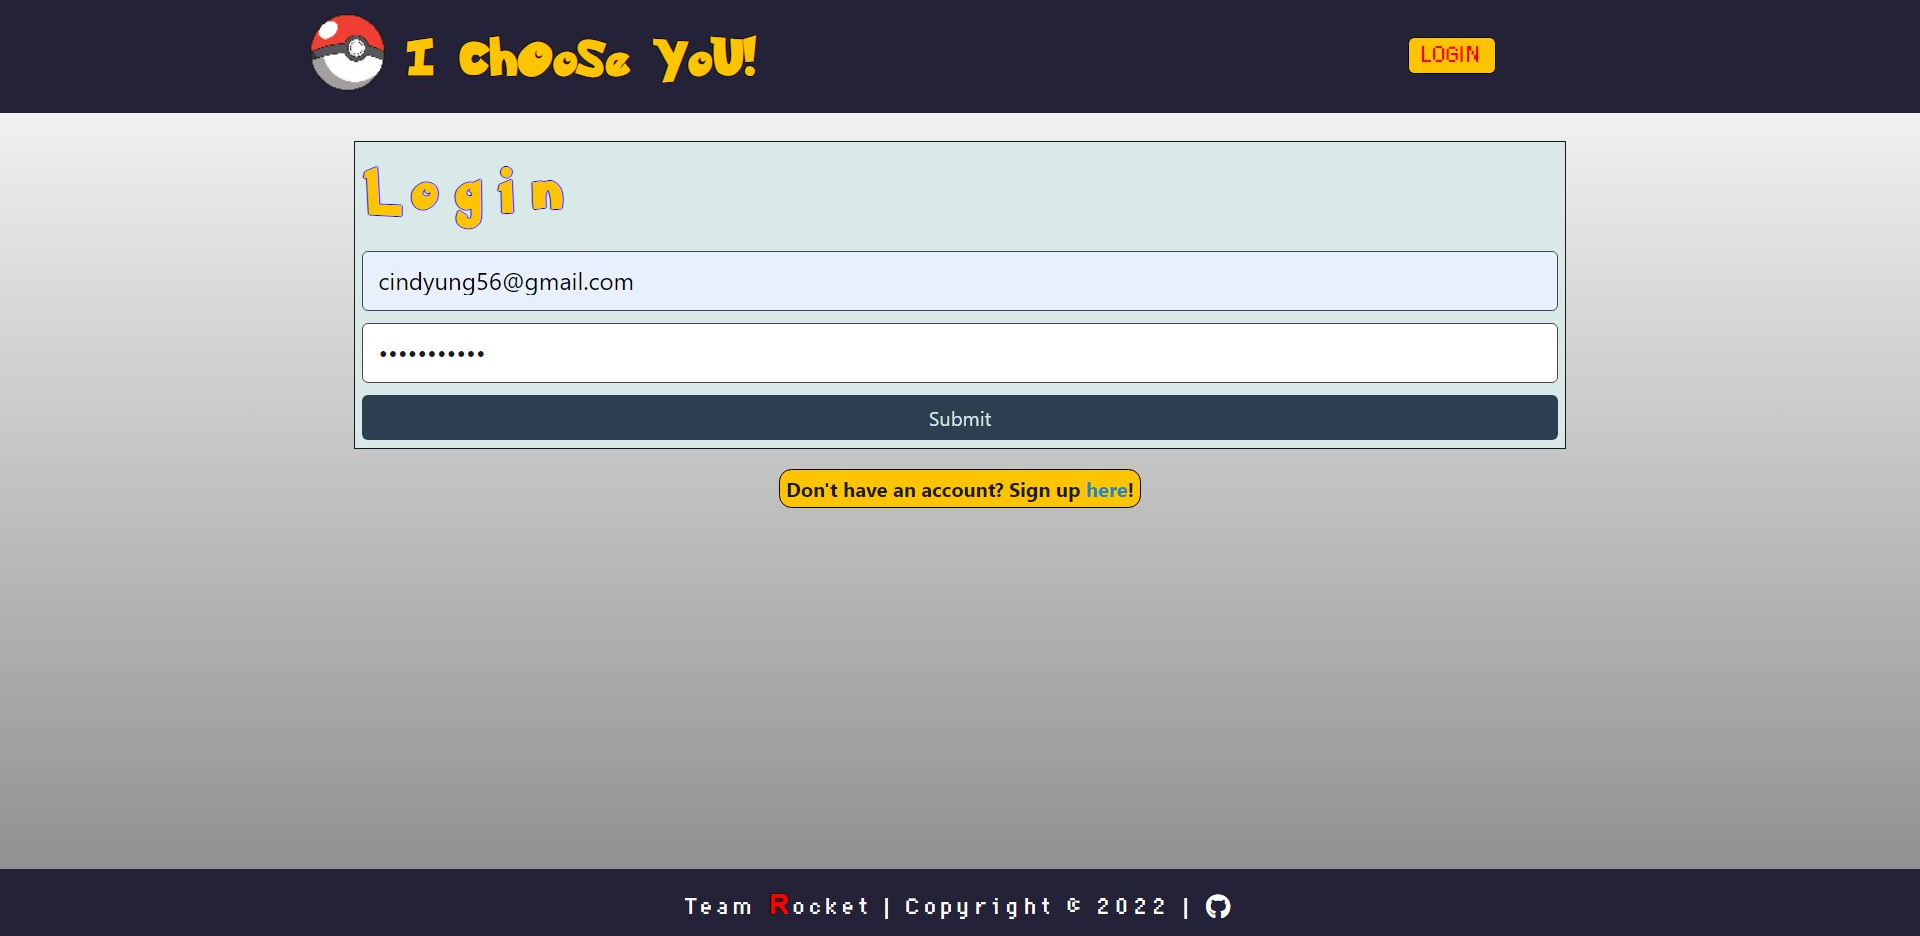 I ChOoSe YoU!
LOGIN
Login
cindyung56@gmail.com
•••••••••••
Submit
Don't have an account? Sign up here!
Team Rocket | Copyright © 2022 |